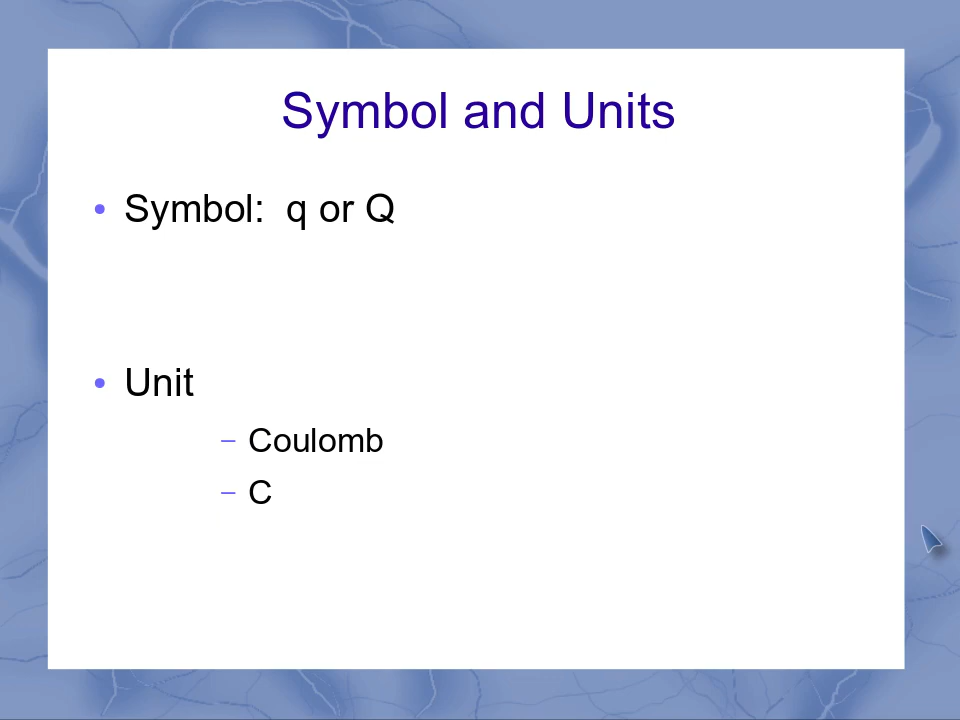 Symbol and Units
• Symbol:  q or Q
• Unit
– Coulomb
– C